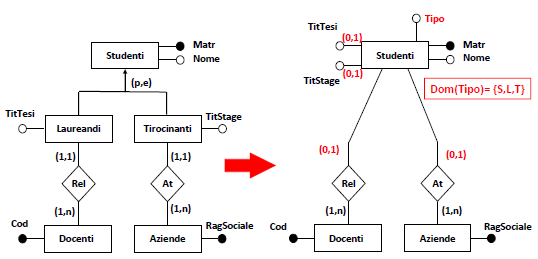 Studenti
Matr
Nome
(p,e)
TitTesi
Laureandi
Tirocinanti
TitStage
(1,1)
(1,1)
Rel
At
(1,n)
(1,n)
Cod
Docenti
Aziende
RagSociale
Tipo
TitTesi
(0,1)
Studenti
Matr
Nome
TitStage
(0,1)
Dom(Tipo)= {S,L,T}
(0,1)
(0,1)
Rel
At
(1,n)
(1,n)
Cod
Docenti
Aziende
RagSociale